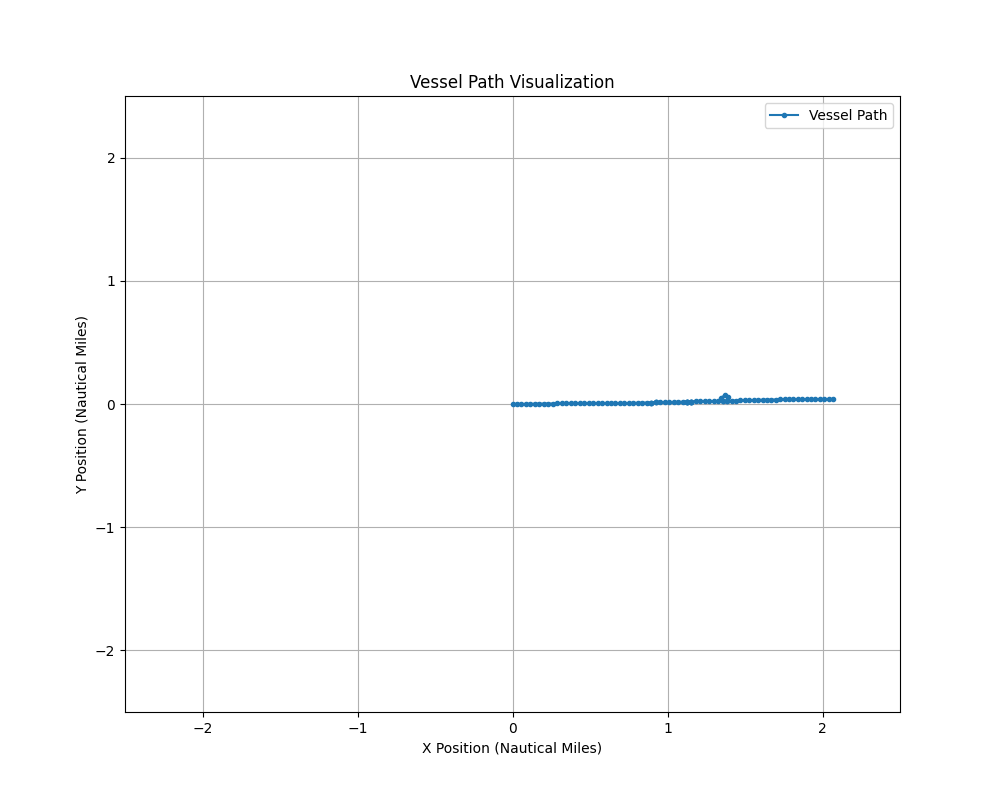 Vessel Path Visualization
Vessel Path
2
1
0
−1
−2
Y Position (Nautical Miles)
−2
−1
0
1
2
X Position (Nautical Miles)